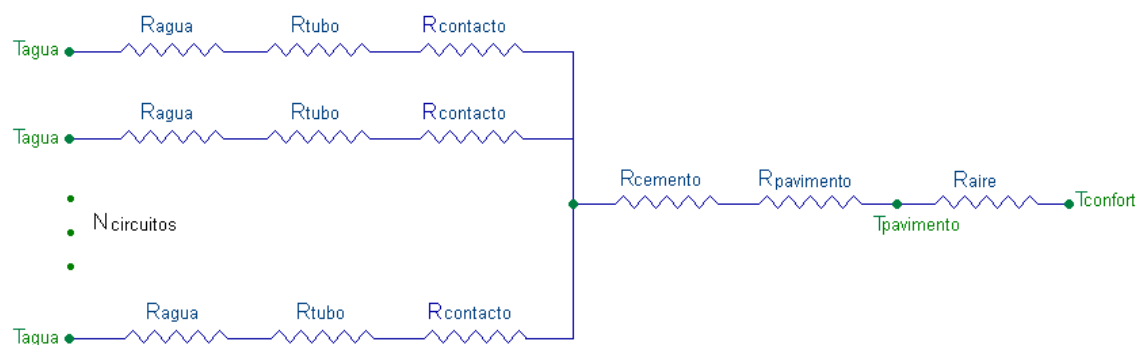 Ragua Rtubo Rcontacto
Tagua
Ragua Rtubo Rcontacto
Tagua
Rcemento Rpavimento Raire
Tconfort
Ncircuitos
Tpavimento
Ragua Rtubo Rcontacto
Tagua